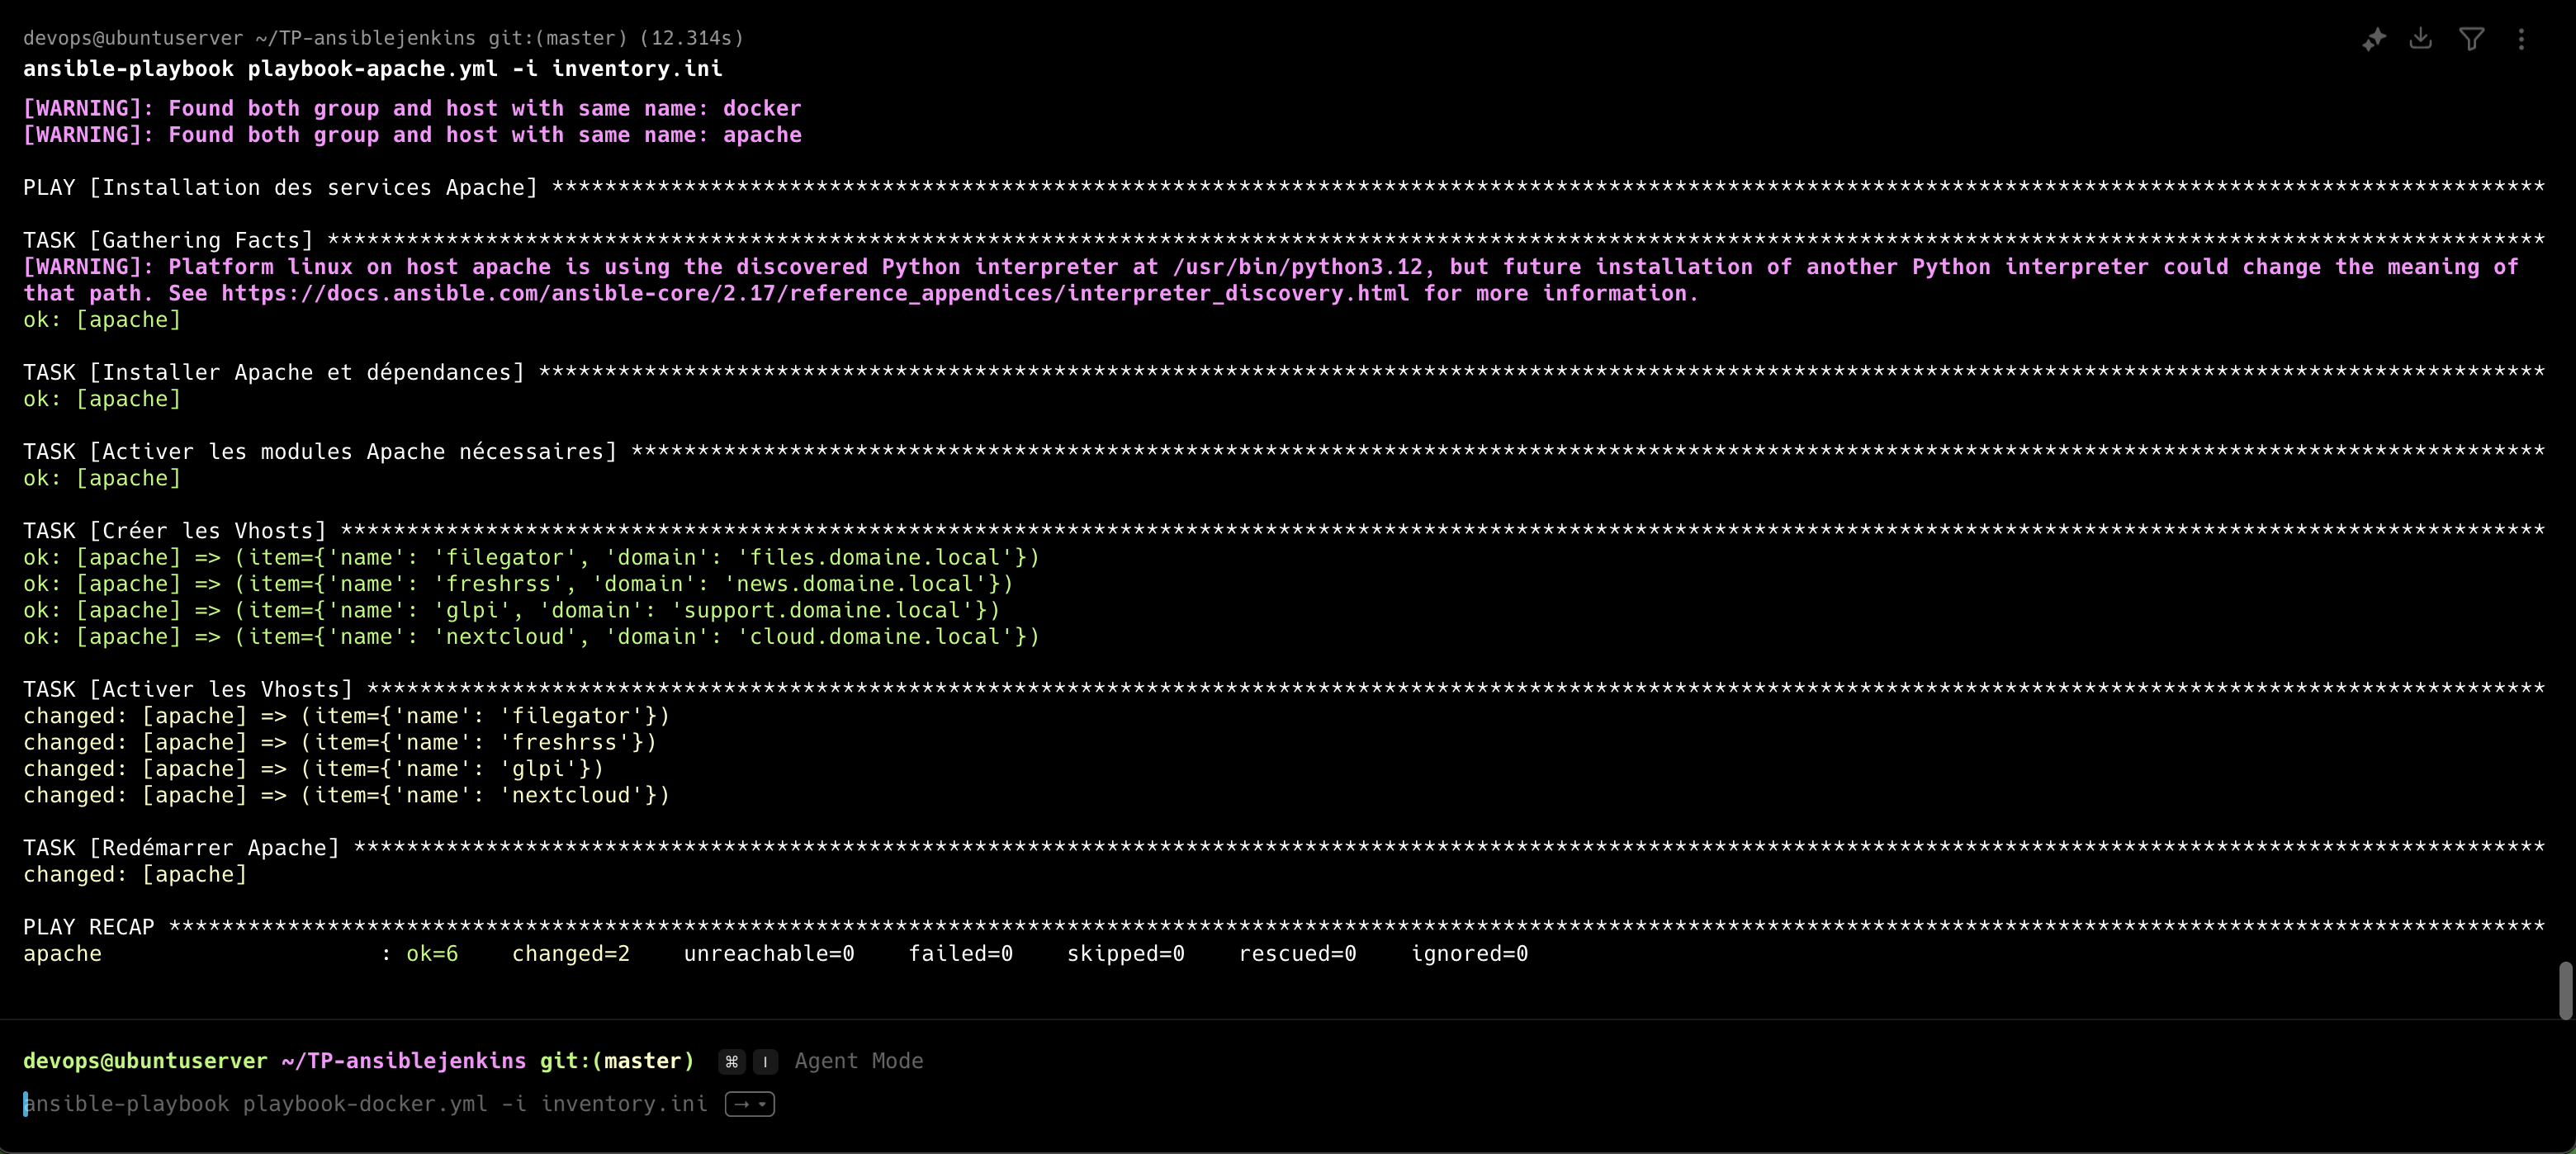 devops@ubuntuserver ~/TP-ansiblejenkins git:(master) (12.314s)
ansible-playbook playbook-apache.yml -i inventory.ini
[WARNING]: Found both group and host with same name: docker
[WARNING]: Found both group and host with same name: apache
PLAY [Installation des services Apache] *******************************************************************************************************************************************************
TASK [Gathering Facts] ************************************************************************************************************************************************************************
[WARNING]: Platform linux on host apache is using the discovered Python interpreter at /usr/bin/python3.12, but future installation of another Python interpreter could change the meaning of
that path. See https://docs.ansible.com/ansible-core/2.17/reference_appendices/interpreter_discovery.html for more information.
ok: [apache]
TASK [Installer Apache et dépendances] ********************************************************************************************************************************************************
ok: [apache]
TASK [Activer les modules Apache nécessaires] *************************************************************************************************************************************************
ok: [apache]
TASK [Créer les Vhosts] ***********************************************************************************************************************************************************************
ok: [apache] => (item={'name': 'filegator', 'domain': 'files.domaine.local'})
ok: [apache] => (item={'name': 'freshrss', 'domain': 'news.domaine.local'})
ok: [apache] => (item={'name': 'glpi', 'domain': 'support.domaine.local'})
ok: [apache] => (item={'name': 'nextcloud', 'domain': 'cloud.domaine.local'})
TASK [Activer les Vhosts] *********************************************************************************************************************************************************************
changed: [apache] => (item={'name': 'filegator'})
changed: [apache] => (item={'name': 'freshrss'})
changed: [apache] => (item={'name': 'glpi'})
changed: [apache] => (item={'name': 'nextcloud'})
TASK [Redémarrer Apache] **********************************************************************************************************************************************************************
changed: [apache]
PLAY RECAP ************************************************************************************************************************************************************************************
apache : ok=6 changed=2 unreachable=0 failed=0 skipped=0 rescued=0 ignored=0
devops@ubuntuserver ~/TP-ansiblejenkins git:(master) ⌘ I Agent Mode
ansible-playbook playbook-docker.yml -i inventory.ini →